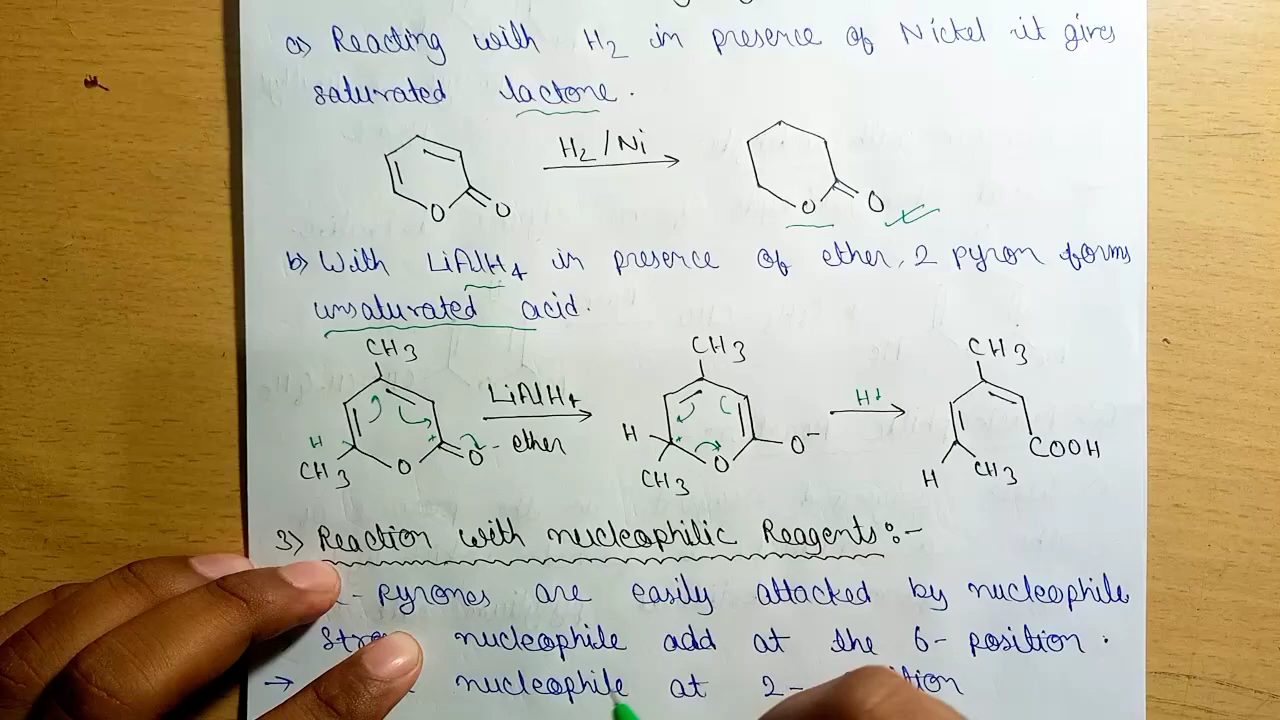 a) Reacting with H2 in presence of Nickel it gives
saturated lactone.
H2/Ni
O O
O O
b) With LiAlH4 in presence of ether, 2 pyron forms
unsaturated acid.
CH3 CH3 CH3
LiAlH4
ether
H+
H CH3 O O
H CH3 O O-
H CH3 COOH
3) Reaction with nucleophilic Reagents:-
- pyrones are easily attacked by nucleophile
nucleophile add at the 6- position.
→ nucleophile at 2-